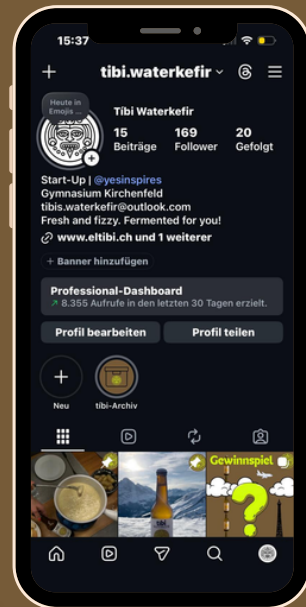 15:37
tibi.waterkefir
Heute in
Emojis ...
Tibi Waterkefir
15 169 20
Beiträge Follower Gefolgt
Start-Up | @yesinspires
Gymnasium Kirchenfeld
tibis.waterkefir@outlook.com
Fresh and fizzy. Fermented for you!
www.eltibi.ch und 1 weiterer
+ Banner hinzufügen
Professional-Dashboard
8.355 Aufrufe in den letzten 30 Tagen erzielt.
Profil bearbeiten Profil teilen
Neu tibi-Archiv
Gewinnspiel